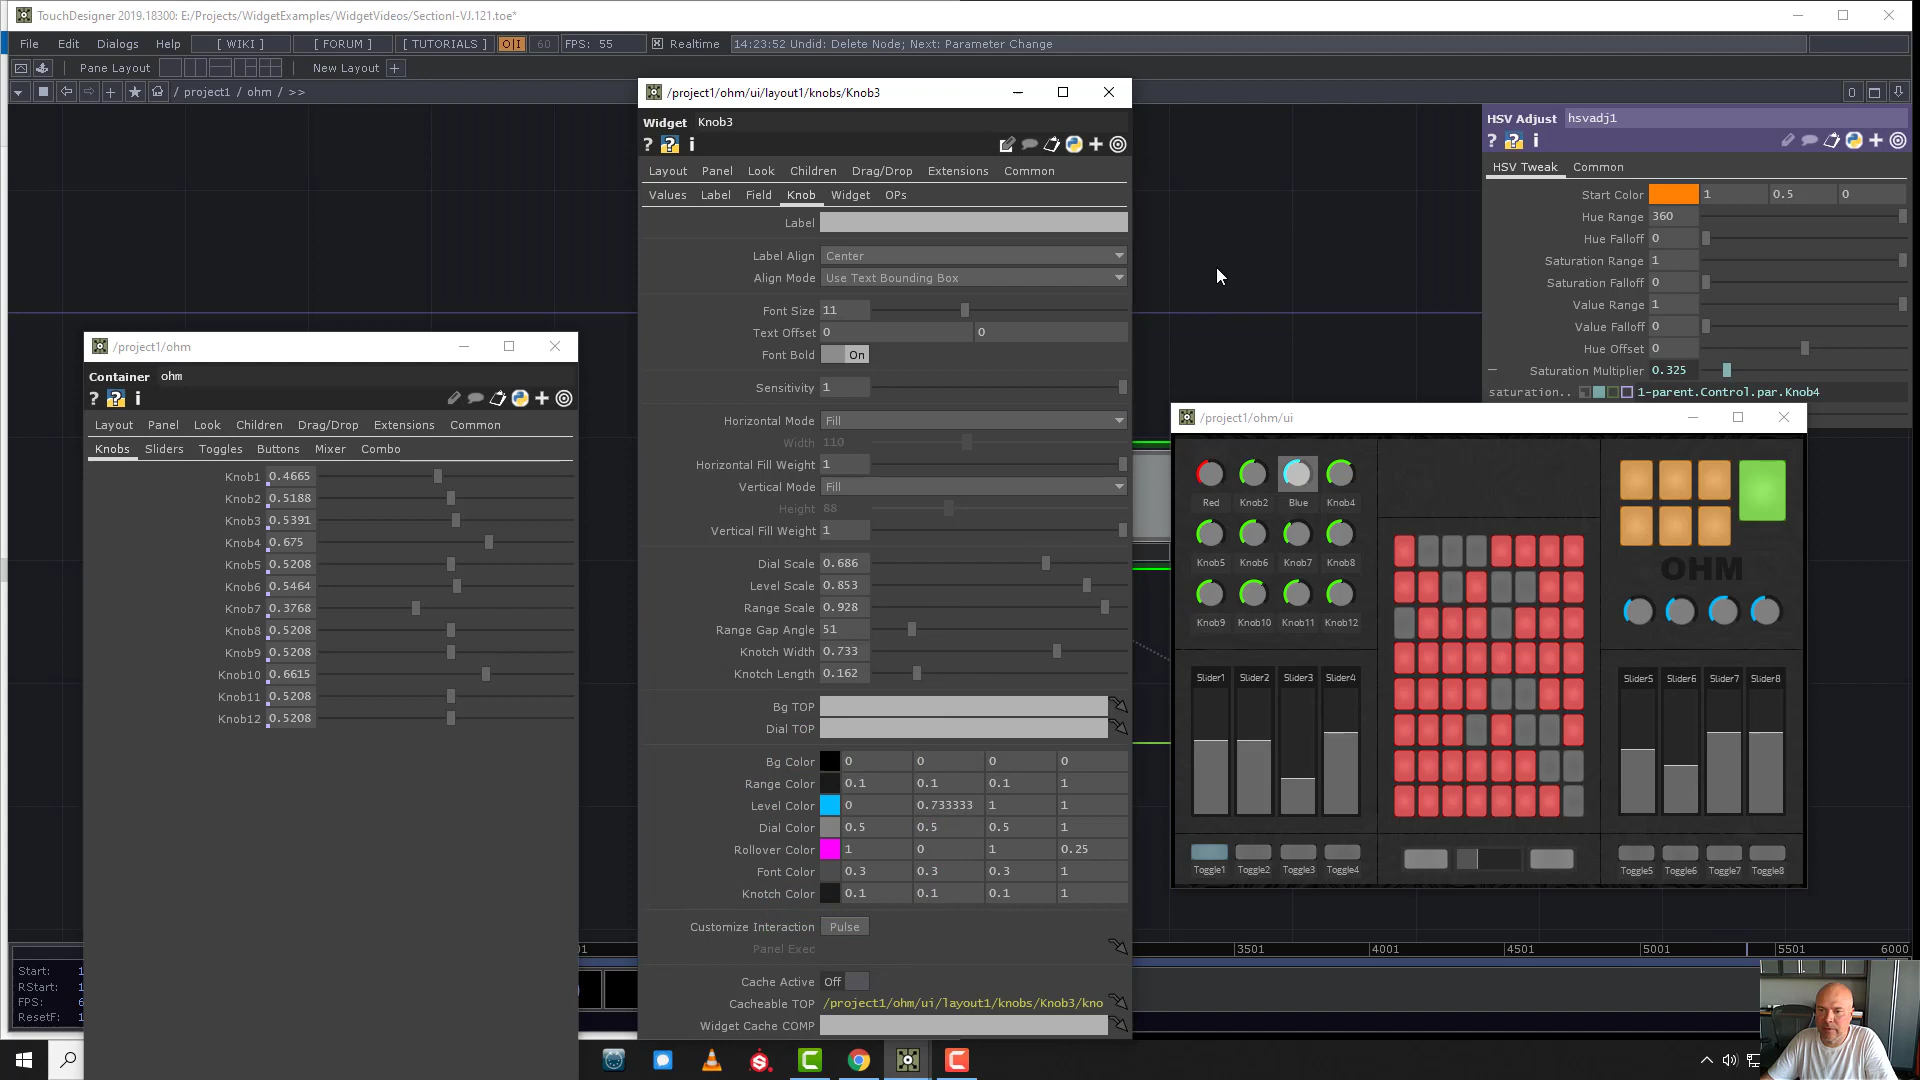 TouchDesigner 2019.18300: E:/Projects/WidgetExamples/WidgetVideos/SectionI-VJ.121.toe*
File Edit Dialogs Help [ WIKI ] [ FORUM ] [ TUTORIALS ] O|I 60 FPS: 55 Realtime 14:23:52 Undid: Delete Node; Next: Parameter Change
Pane Layout New Layout +
/ project1 / ohm / >> 0
/project1/ohm/ui/layout1/knobs/Knob3
Widget Knob3
? ? i
Layout Panel Look Children Drag/Drop Extensions Common
Values Label Field Knob Widget OPs
Label
Label Align Center
Align Mode Use Text Bounding Box
Font Size 11
Text Offset 0 0
Font Bold On
Sensitivity 1
Horizontal Mode Fill
Width 110
Horizontal Fill Weight 1
Vertical Mode Fill
Height 88
Vertical Fill Weight 1
Dial Scale 0.686
Level Scale 0.853
Range Scale 0.928
Range Gap Angle 51
Knotch Width 0.733
Knotch Length 0.162
Bg TOP
Dial TOP
Bg Color 0 0 0 0
Range Color 0.1 0.1 0.1 1
Level Color 0 0.733333 1 1
Dial Color 0.5 0.5 0.5 1
Rollover Color 1 0 1 0.25
Font Color 0.3 0.3 0.3 1
Knotch Color 0.1 0.1 0.1 1
Customize Interaction Pulse
Panel Exec
Cache Active Off
Cacheable TOP /project1/ohm/ui/layout1/knobs/Knob3/kno
Widget Cache COMP
/project1/ohm
Container ohm
? ? i
Layout Panel Look Children Drag/Drop Extensions Common
Knobs Sliders Toggles Buttons Mixer Combo
Knob1 0.4665
Knob2 0.5188
Knob3 0.5391
Knob4 0.675
Knob5 0.5208
Knob6 0.5464
Knob7 0.3768
Knob8 0.5208
Knob9 0.5208
Knob10 0.6615
Knob11 0.5208
Knob12 0.5208
HSV Adjust hsvadj1
? ? i
HSV Tweak Common
Start Color 1 0.5 0
Hue Range 360
Hue Falloff 0
Saturation Range 1
Saturation Falloff 0
Value Range 1
Value Falloff 0
Hue Offset 0
Saturation Multiplier 0.325
saturation.. 1-parent.Control.par.Knob4
/project1/ohm/ui
Red Knob2 Blue Knob4
Knob5 Knob6 Knob7 Knob8
Knob9 Knob10 Knob11 Knob12
OHM
Slider1 Slider2 Slider3 Slider4
Slider5 Slider6 Slider7 Slider8
Toggle1 Toggle2 Toggle3 Toggle4
Toggle5 Toggle6 Toggle7 Toggle8
3501 4001 4501 5001 5501 6000
Start: 1
RStart: 1
FPS: 6
ResetF: 1